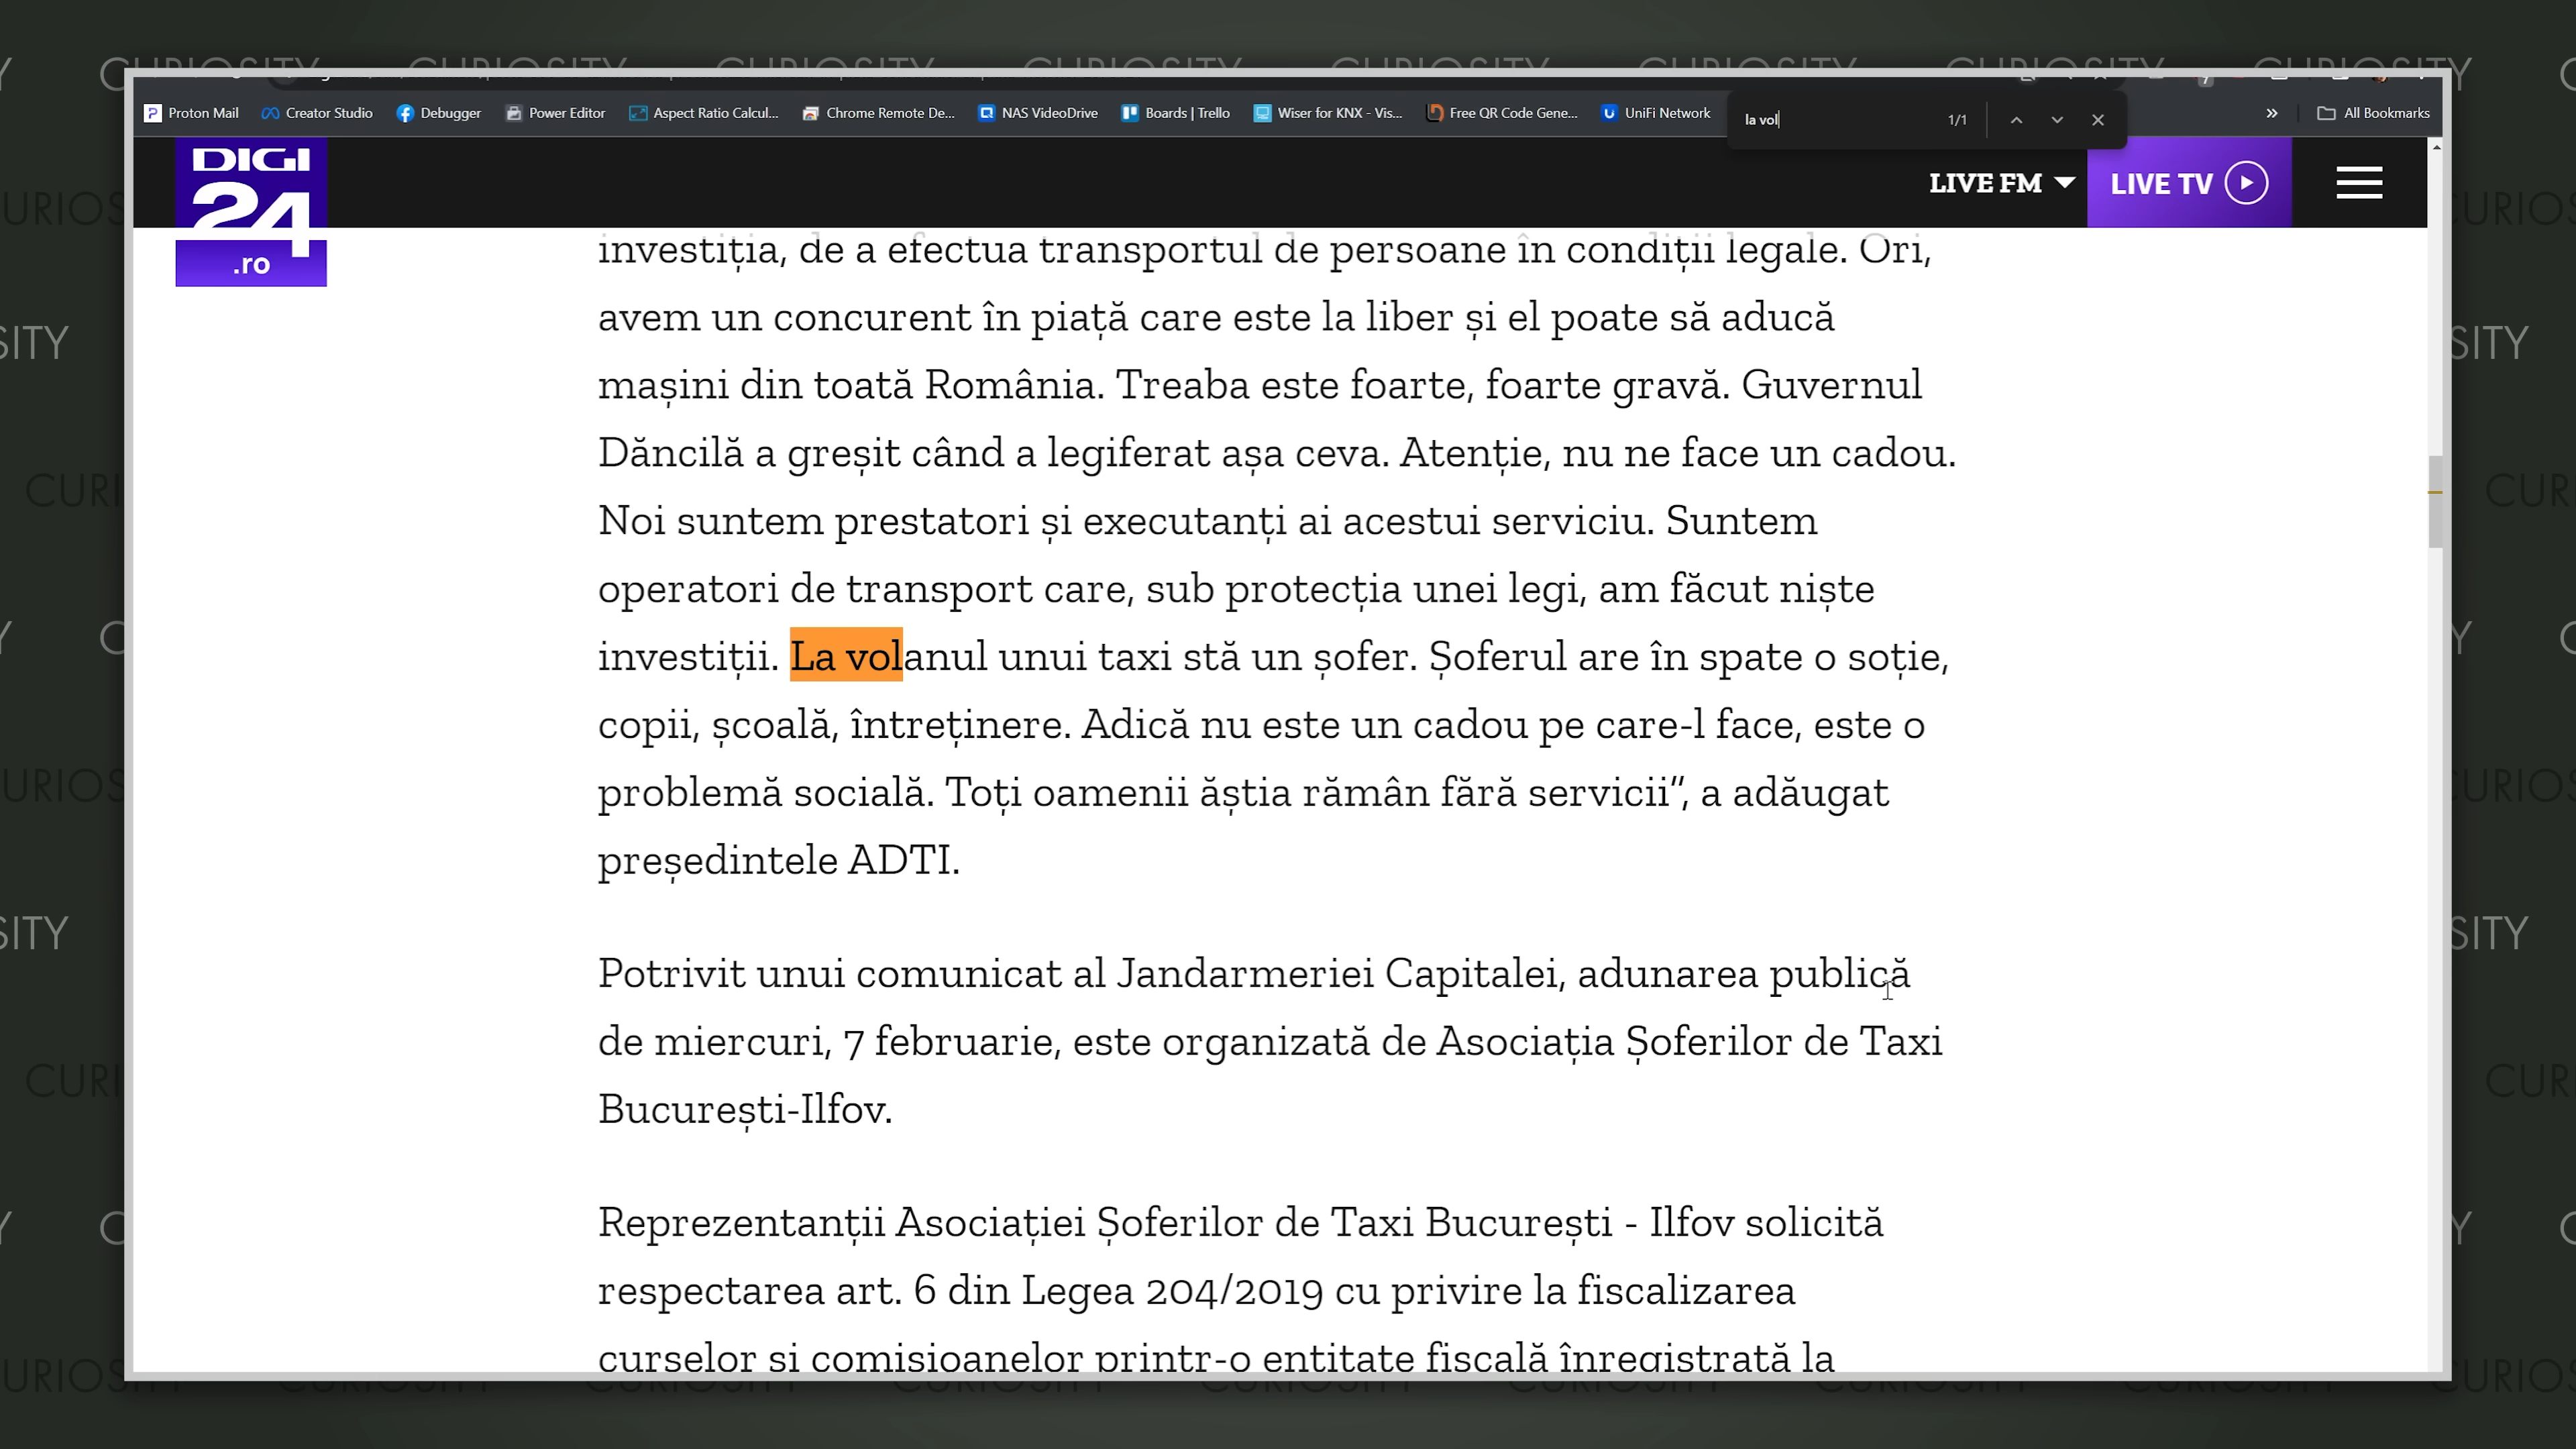 CURIOSITY CURIOSITY CURIOSITY CURIOSITY CURIOSITY CURIOSITY CURIOSITY
Proton Mail Creator Studio Debugger Power Editor Aspect Ratio Calcul... Chrome Remote De... NAS VideoDrive Boards | Trello Wiser for KNX - Vis... Free QR Code Gene... UniFi Network » All Bookmarks
la vol 1/1
DIGI
24
.ro
LIVE FM LIVE TV
investiția, de a efectua transportul de persoane în condiții legale. Ori,
avem un concurent în piață care este la liber și el poate să aducă
mașini din toată România. Treaba este foarte, foarte gravă. Guvernul
Dăncilă a greșit când a legiferat așa ceva. Atenție, nu ne face un cadou.
Noi suntem prestatori și executanți ai acestui serviciu. Suntem
operatori de transport care, sub protecția unei legi, am făcut niște
investiții. La volanul unui taxi stă un șofer. Șoferul are în spate o soție,
copii, școală, întreținere. Adică nu este un cadou pe care-l face, este o
problemă socială. Toți oamenii ăștia rămân fără servicii”, a adăugat
președintele ADTI.
Potrivit unui comunicat al Jandarmeriei Capitalei, adunarea publică
de miercuri, 7 februarie, este organizată de Asociația Șoferilor de Taxi
București-Ilfov.
Reprezentanții Asociației Șoferilor de Taxi București - Ilfov solicită
respectarea art. 6 din Legea 204/2019 cu privire la fiscalizarea
curselor și comisioanelor printr-o entitate fiscală înregistrată la